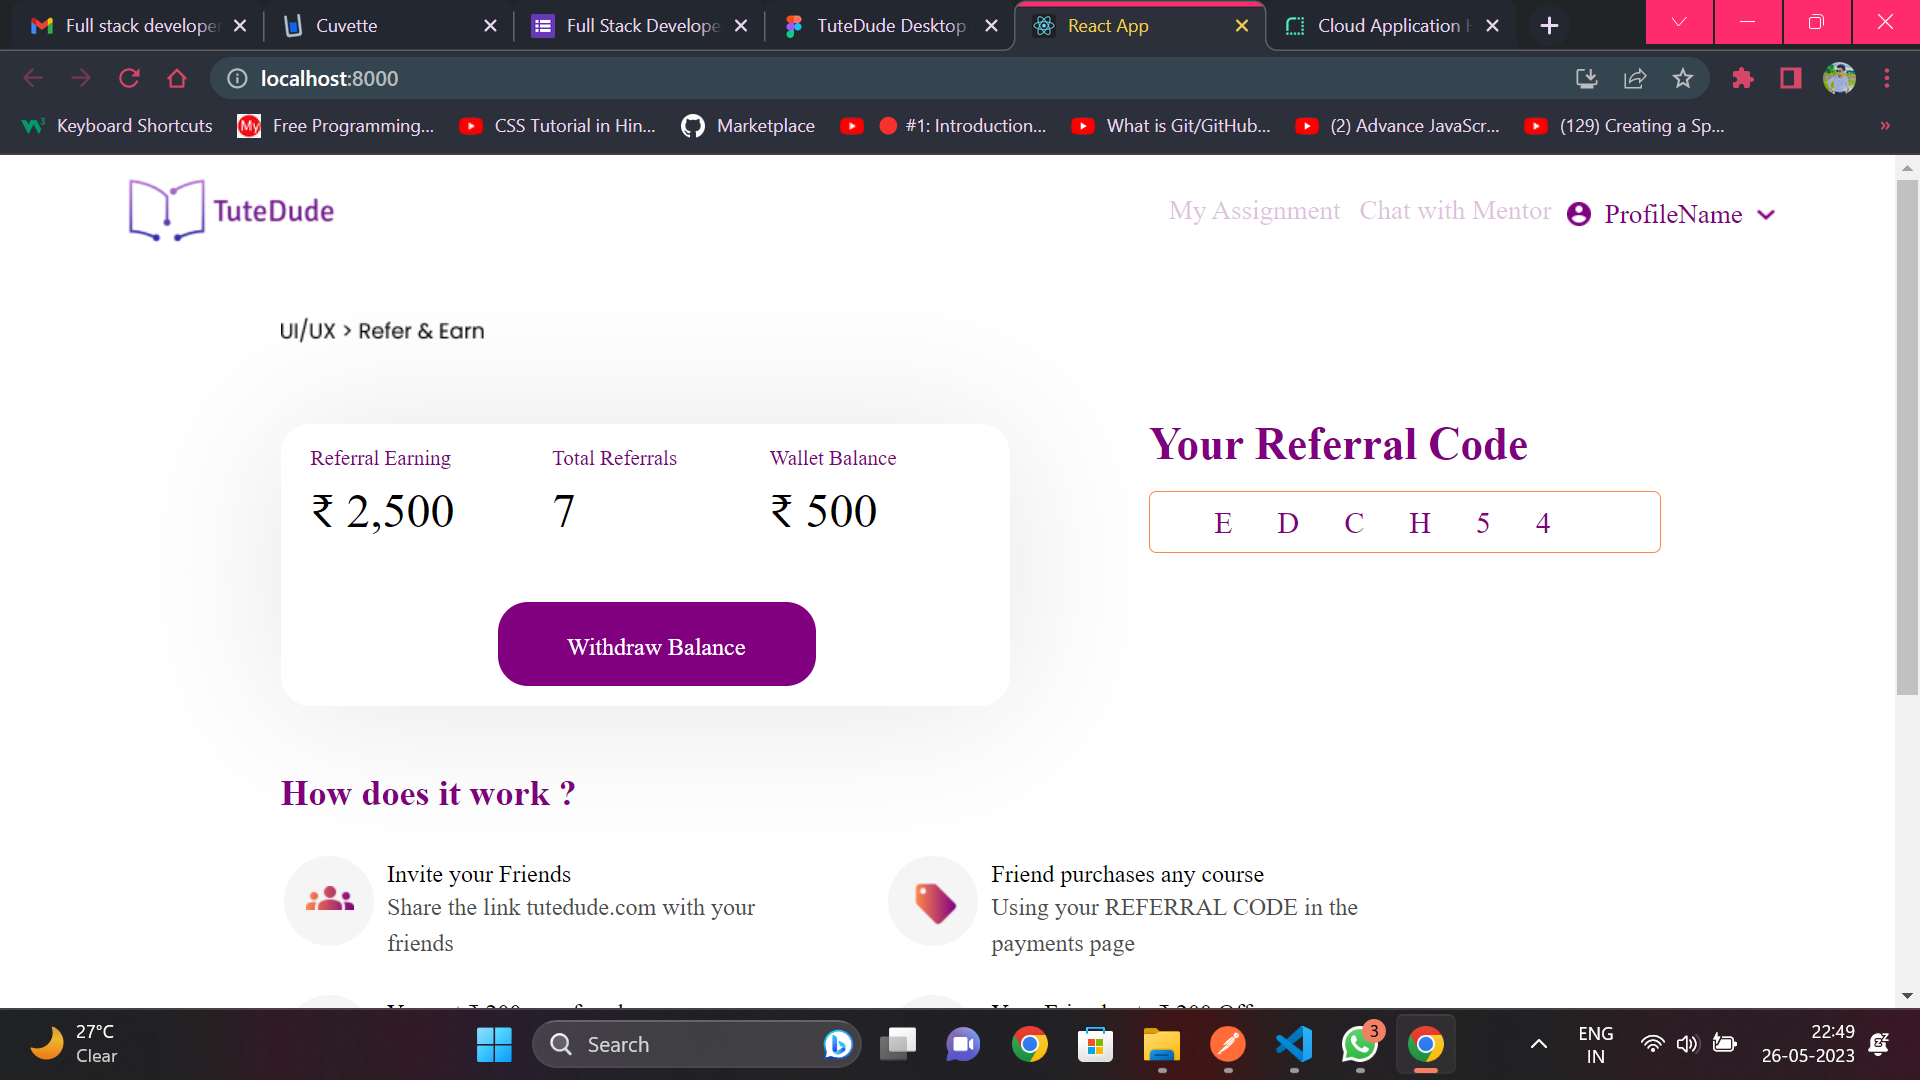 Full stack develope
Cuvette
Full Stack Develope
TuteDude Desktop
React App
Cloud Application H
localhost:8000
Keyboard Shortcuts
My
Free Programming...
CSS Tutorial in Hin...
Marketplace
#1: Introduction...
What is Git/GitHub...
(2) Advance JavaScr...
(129) Creating a Sp...
»
TuteDude
My Assignment
Chat with Mentor
ProfileName
UI/UX > Refer & Earn
Referral Earning
Total Referrals
Wallet Balance
₹ 2,500
7
₹ 500
Withdraw Balance
Your Referral Code
E D C H 5 4
How does it work ?
Invite your Friends
Share the link tutedude.com with your
friends
Friend purchases any course
Using your REFERRAL CODE in the
payments page
27°C
Clear
Search
3
ENG
IN
22:49
26-05-2023